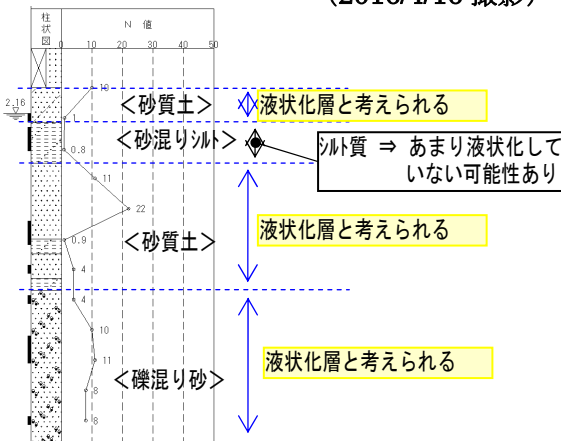 (2016/4/16 撮影)
柱状図
N 値
0 10 20 30 40 50
10
<砂質土>
液状化層と考えられる
2.16
1
<砂混りシルト>
0.8
シルト質 ⇒ あまり液状化して
いない可能性あり
11
22
液状化層と考えられる
<砂質土>
0.9
4
4
10
液状化層と考えられる
11
<礫混り砂>
8
8